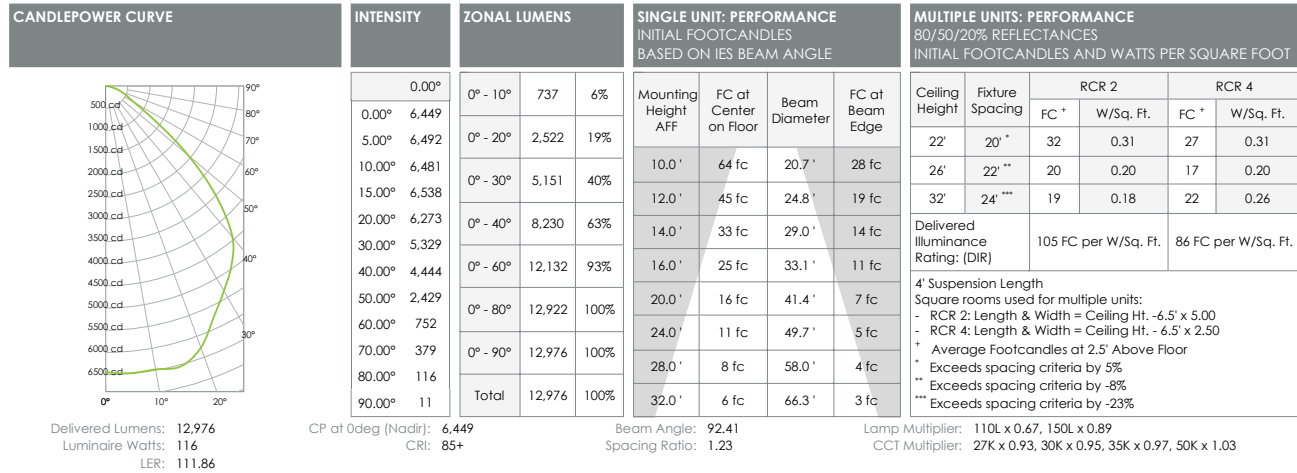 CANDLEPOWER CURVE
500 cd
1000 cd
1500 cd
2000 cd
2500 cd
3000 cd
3500 cd
4000 cd
4500 cd
5000 cd
5500 cd
6000 cd
6500 cd
90°
80°
70°
60°
50°
40°
30°
0° 10° 20°
INTENSITY
0.00°
0.00° 6,449
5.00° 6,492
10.00° 6,481
15.00° 6,538
20.00° 6,273
30.00° 5,329
40.00° 4,444
50.00° 2,429
60.00° 752
70.00° 379
80.00° 116
90.00° 11
ZONAL LUMENS
0° - 10° 737 6%
0° - 20° 2,522 19%
0° - 30° 5,151 40%
0° - 40° 8,230 63%
0° - 60° 12,132 93%
0° - 80° 12,922 100%
0° - 90° 12,976 100%
Total 12,976 100%
SINGLE UNIT: PERFORMANCE
INITIAL FOOTCANDLES
BASED ON IES BEAM ANGLE
Mounting Height AFF FC at Center on Floor Beam Diameter FC at Beam Edge
10.0 ' 64 fc 20.7 ' 28 fc
12.0 ' 45 fc 24.8 ' 19 fc
14.0 ' 33 fc 29.0 ' 14 fc
16.0 ' 25 fc 33.1 ' 11 fc
20.0 ' 16 fc 41.4 ' 7 fc
24.0 ' 11 fc 49.7 ' 5 fc
28.0 ' 8 fc 58.0 ' 4 fc
32.0 ' 6 fc 66.3 ' 3 fc
MULTIPLE UNITS: PERFORMANCE
80/50/20% REFLECTANCES
INITIAL FOOTCANDLES AND WATTS PER SQUARE FOOT
Ceiling Height Fixture Spacing RCR 2 RCR 4
FC + W/Sq. Ft. FC + W/Sq. Ft.
22' 20' * 32 0.31 27 0.31
26' 22' ** 20 0.20 17 0.20
32' 24' *** 19 0.18 22 0.26
Delivered Illuminance Rating: (DIR) 105 FC per W/Sq. Ft. 86 FC per W/Sq. Ft.
4' Suspension Length
Square rooms used for multiple units:
- RCR 2: Length & Width = Ceiling Ht. -6.5' x 5.00
- RCR 4: Length & Width = Ceiling Ht. - 6.5' x 2.50
+ Average Footcandles at 2.5' Above Floor
* Exceeds spacing criteria by 5%
** Exceeds spacing criteria by -8%
*** Exceeds spacing criteria by -23%
Delivered Lumens: 12,976 CP at 0deg (Nadir): 6,449 Beam Angle: 92.41 Lamp Multiplier: 110L x 0.67, 150L x 0.89
Luminaire Watts: 116 CRI: 85+ Spacing Ratio: 1.23 CCT Multiplier: 27K x 0.93, 30K x 0.95, 35K x 0.97, 50K x 1.03
LER: 111.86